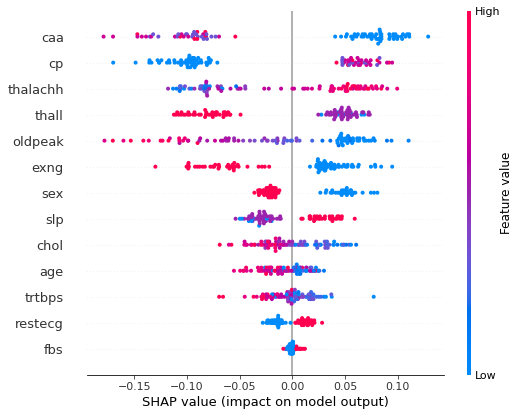 High
caa
cp
thalachh
thall
oldpeak
exng
sex
slp
chol
age
trtbps
restecg
fbs
Feature value
Low
−0.15 −0.10 −0.05 0.00 0.05 0.10
SHAP value (impact on model output)